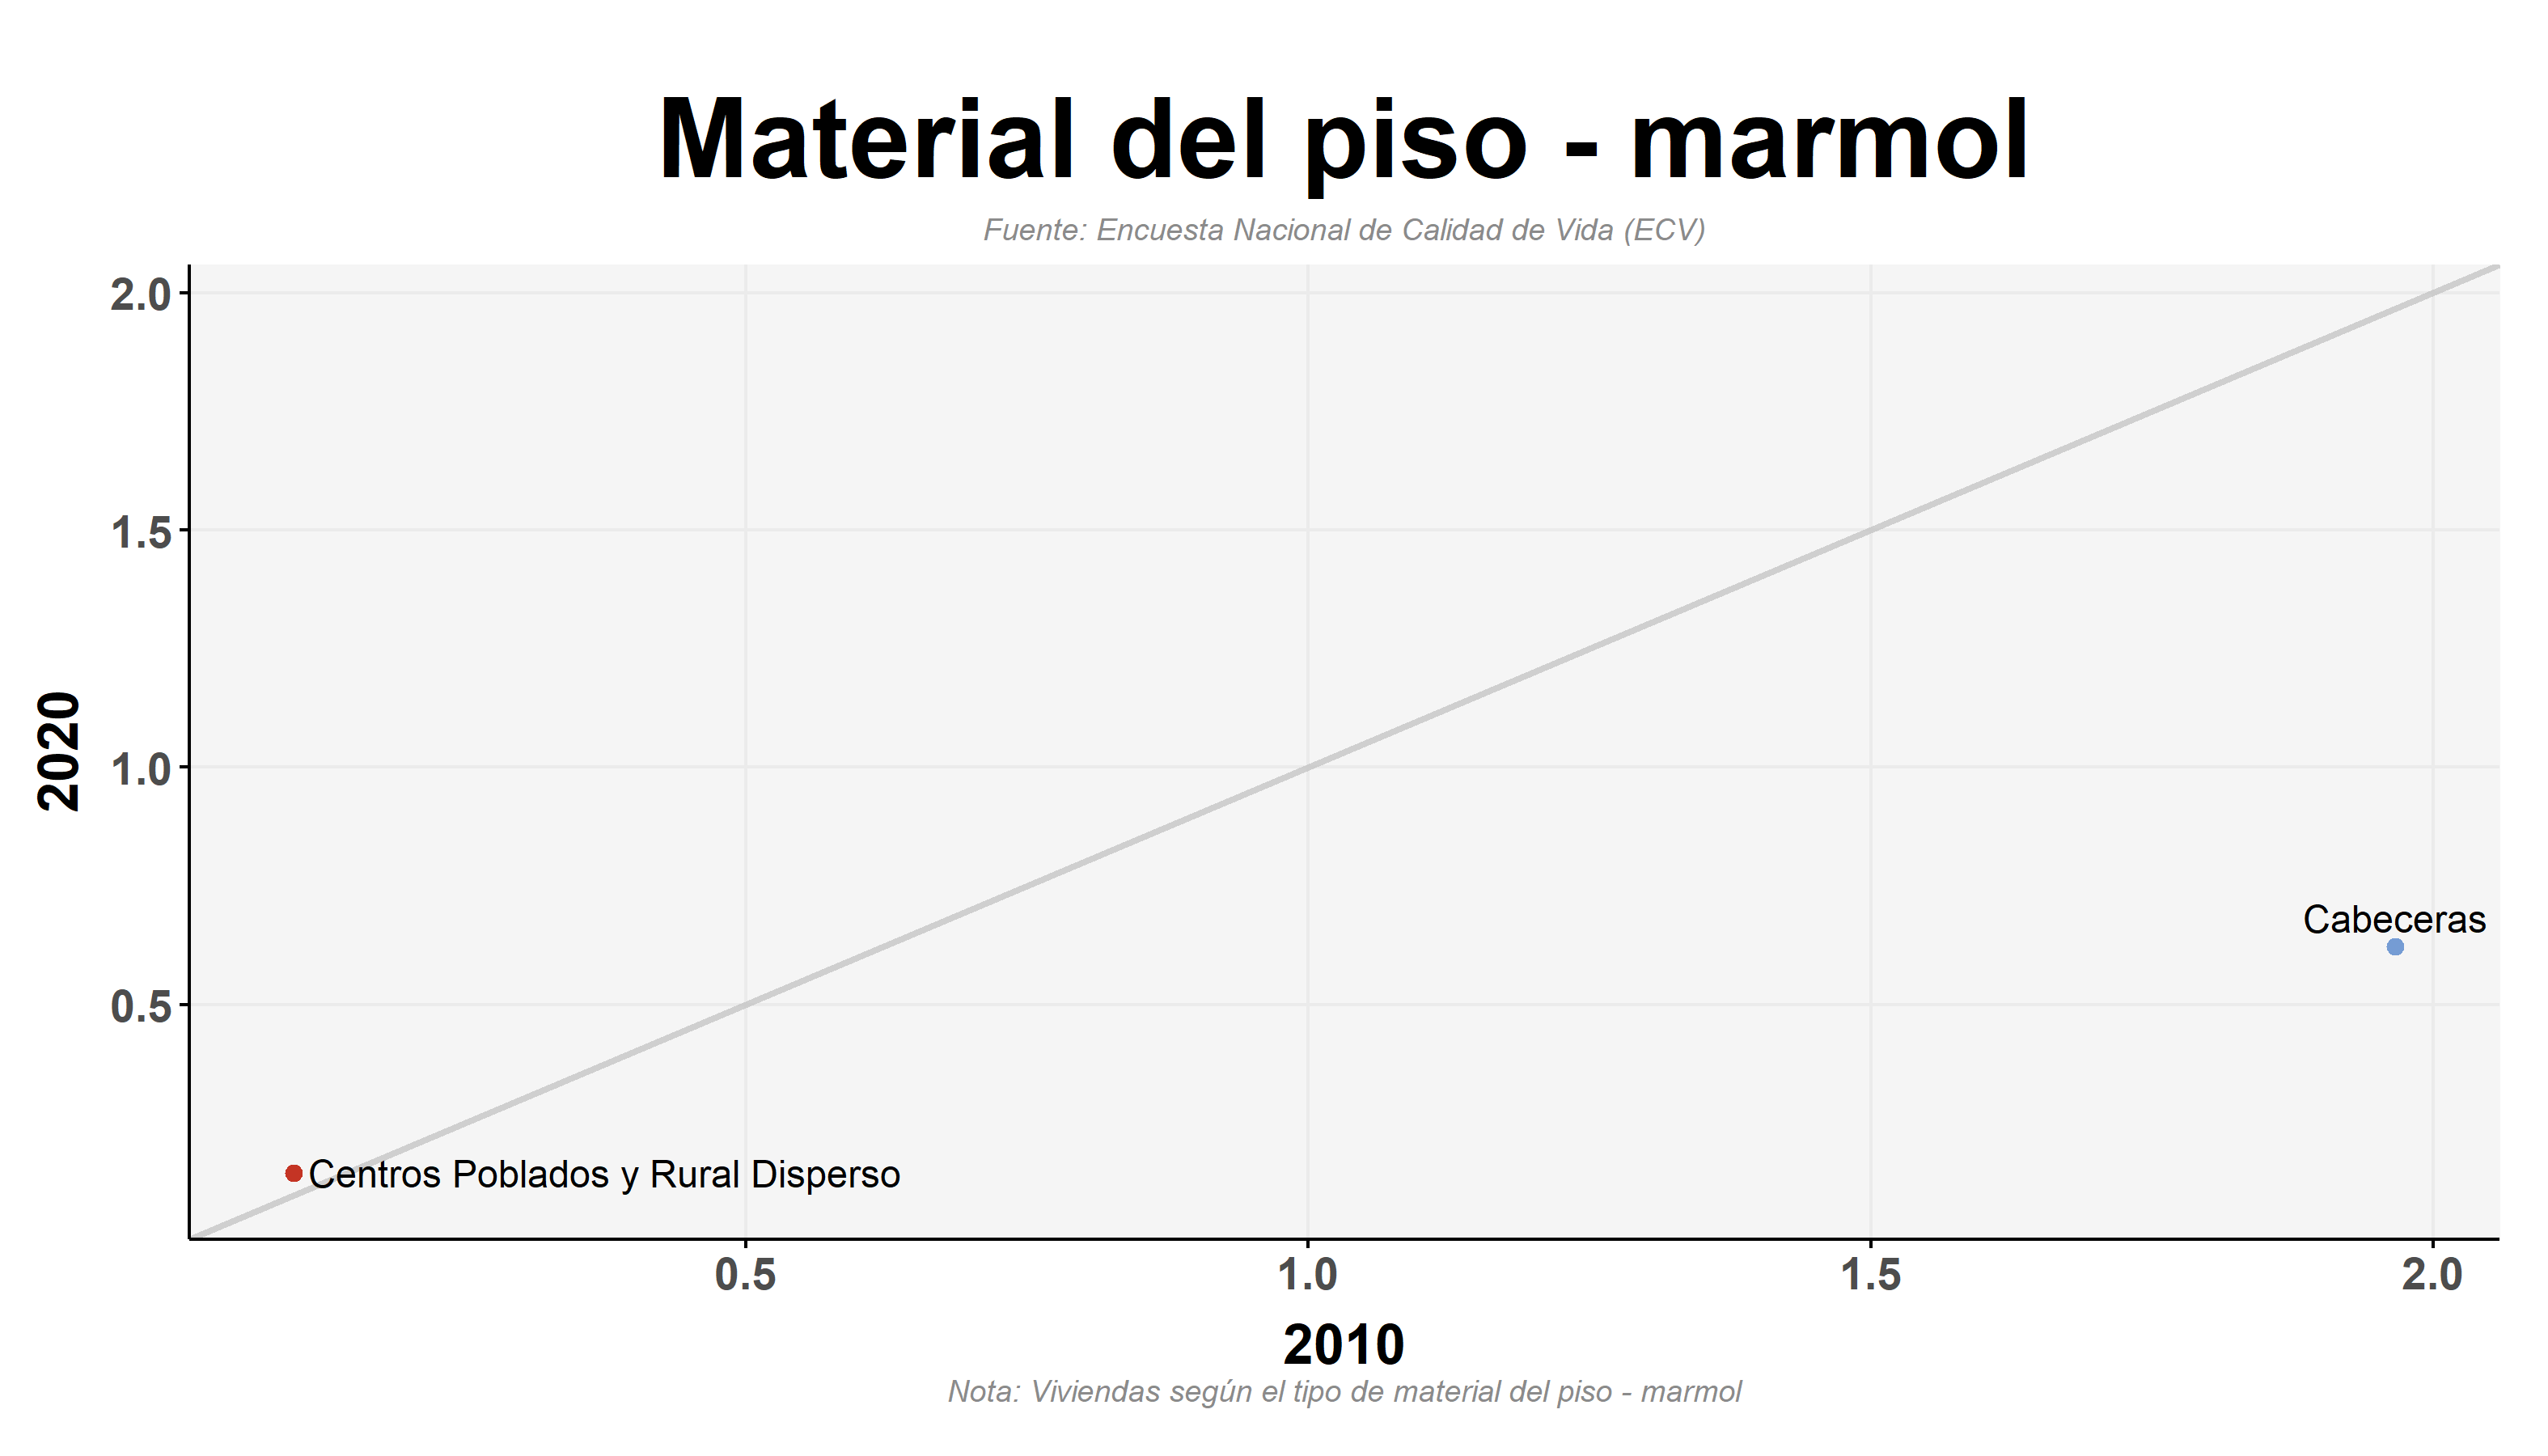 Material del piso - marmol
Fuente: Encuesta Nacional de Calidad de Vida (ECV)
2.0
1.5
1.0
0.5
2020
Cabeceras
Centros Poblados y Rural Disperso
0.5 1.0 1.5 2.0
2010
Nota: Viviendas según el tipo de material del piso - marmol